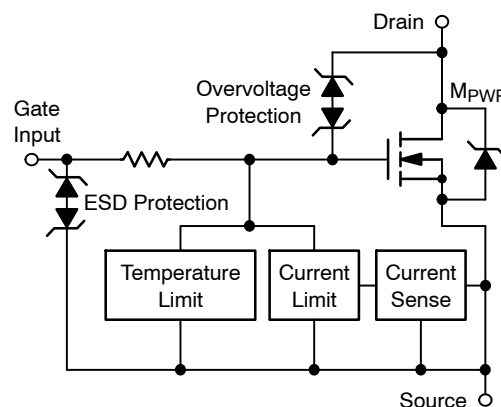 Drain
Overvoltage
Protection
MPWR
Gate
Input
ESD Protection
Temperature
Limit
Current
Limit
Current
Sense
Source